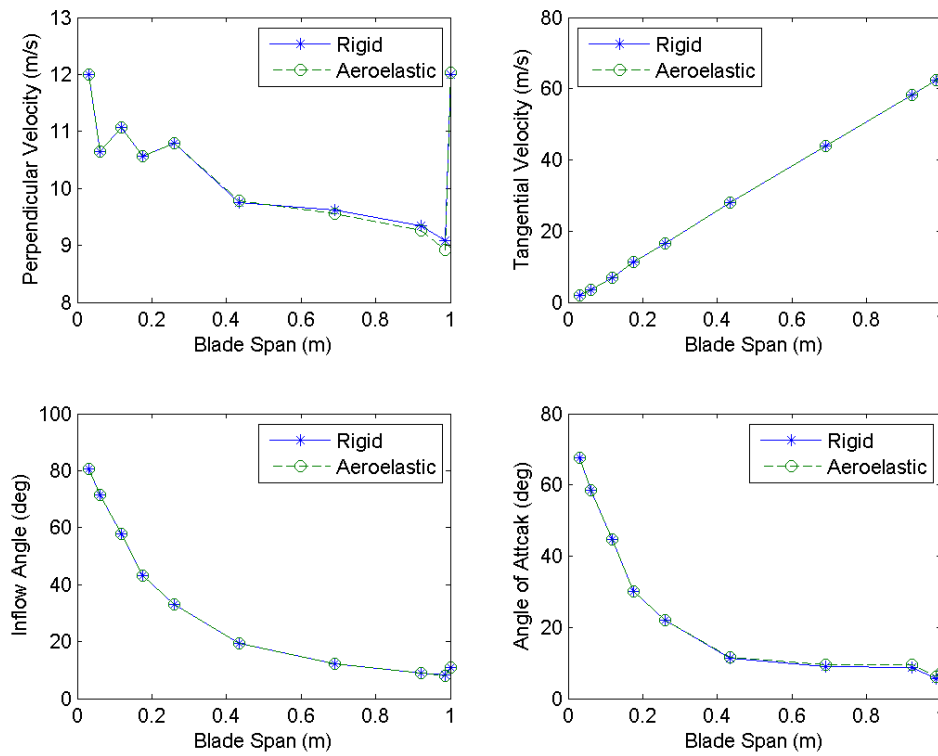 13
12
11
10
9
8
0
0.2
0.4
0.6
0.8
1
Perpendicular Velocity (m/s)
Blade Span (m)
Rigid
Aeroelastic
80
60
40
20
0
0
0.2
0.4
0.6
0.8
Tangential Velocity (m/s)
Blade Span (m)
Rigid
Aeroelastic
100
80
60
40
20
0
0
0.2
0.4
0.6
0.8
1
Inflow Angle (deg)
Blade Span (m)
Rigid
Aeroelastic
80
60
40
20
0
0
0.2
0.4
0.6
0.8
Angle of Attcak (deg)
Blade Span (m)
Rigid
Aeroelastic